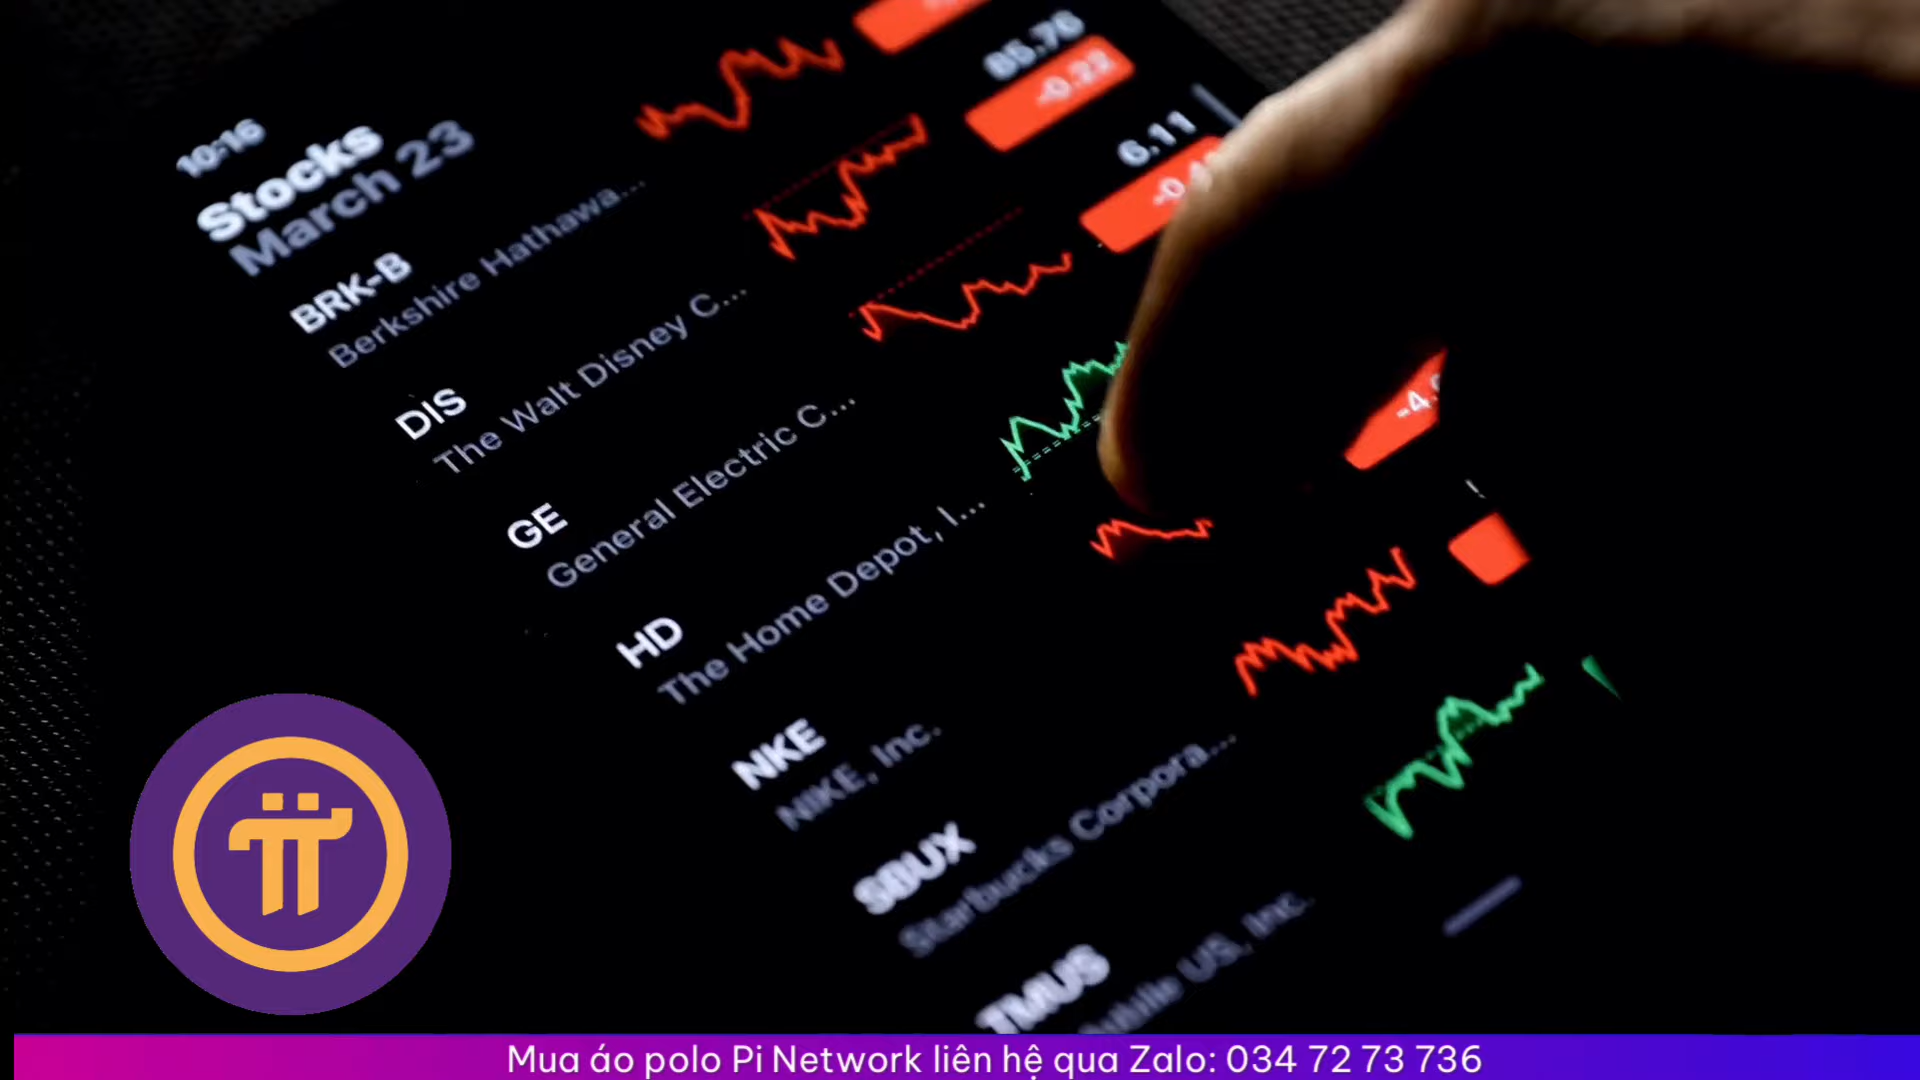 10:16
Stocks
March 23
85.76
-0.22
6.11
BRK-B
Berkshire Hathawa...
DIS
The Walt Disney C...
GE
General Electric C...
HD
The Home Depot, I...
NKE
NIKE, Inc.
SBUX
Starbucks Corpora...
TMUS
US, Inc.
Mua áo polo Pi Network liên hệ qua Zalo: 034 72 73 736